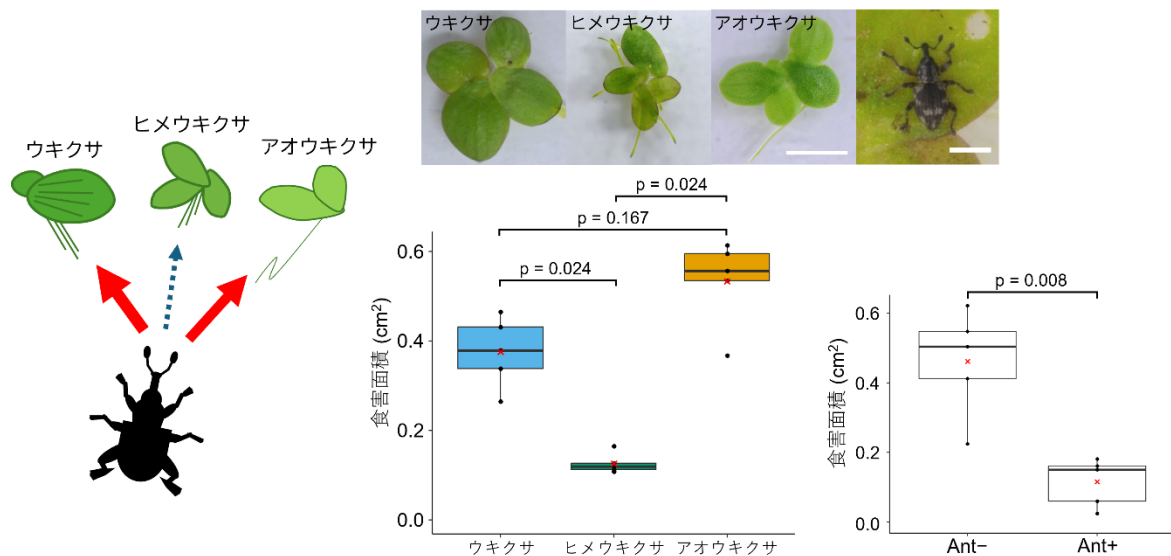 ウキクサ
ヒメウキクサ
アオウキクサ
ウキクサ
ヒメウキクサ
アオウキクサ
p = 0.024
p = 0.167
p = 0.024
食害面積 (cm²)
0.6
0.4
0.2
0.0
ウキクサ
ヒメウキクサ
アオウキクサ
p = 0.008
食害面積 (cm²)
0.6
0.4
0.2
0.0
Ant−
Ant+